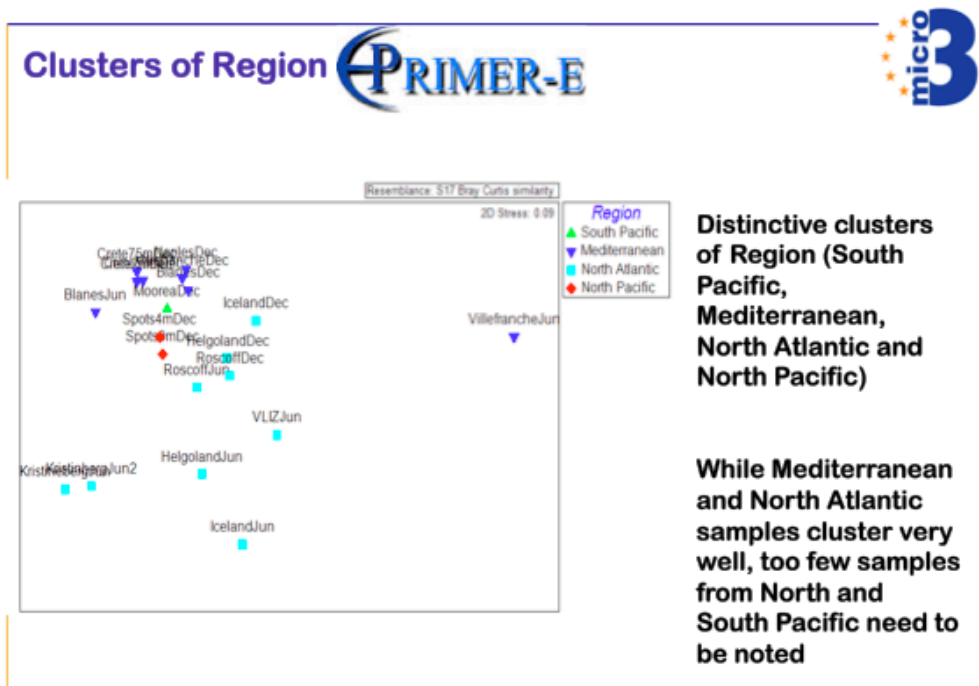 Clusters of Region
PRIMER-E
micro
3
Resemblance: S17 Bray Curtis similarity
2D Stress: 0.09
Region
South Pacific
Mediterranean
North Atlantic
North Pacific
BlanesDec
BlanesJun
MooreaDec
IcelandDec
VillefrancheJun
Spots4mDec
HelgolandDec
RoscoffDec
RoscoffJun
VLIZJun
HelgolandJun
IcelandJun
Distinctive clusters
of Region (South
Pacific,
Mediterranean,
North Atlantic and
North Pacific)
While Mediterranean
and North Atlantic
samples cluster very
well, too few samples
from North and
South Pacific need to
be noted